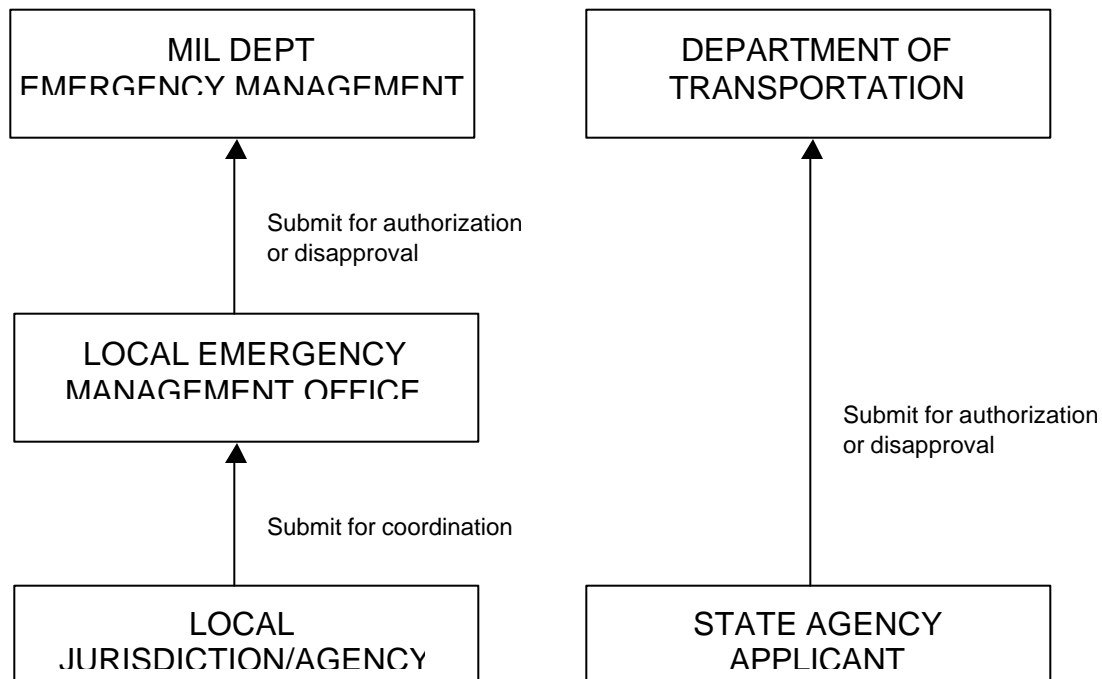 MIL DEPT
EMERGENCY MANAGEMENT
DEPARTMENT OF
TRANSPORTATION
Submit for authorization
or disapproval
LOCAL EMERGENCY
MANAGEMENT OFFICE
Submit for authorization
or disapproval
Submit for coordination
LOCAL
JURISDICTION/AGENCY
STATE AGENCY
APPLICANT